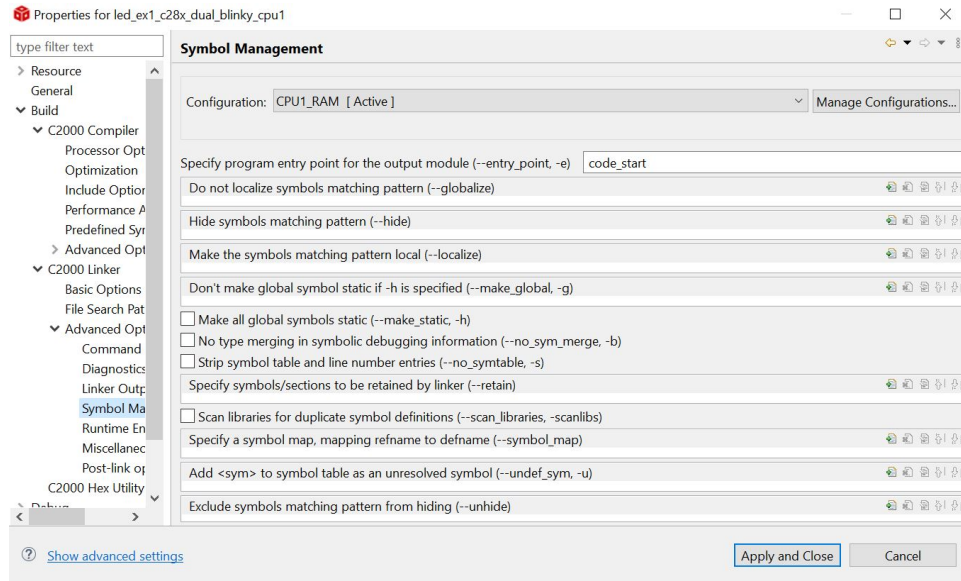 Properties for led_ex1_c28x_dual_blinky_cpu1
type filter text
Resource
General
Build
C2000 Compiler
Processor Opt
Optimization
Include Option
Performance A
Predefined Syr
Advanced Opt
C2000 Linker
Basic Options
File Search Pat
Advanced Opt
Command
Diagnostics
Linker Outp
Symbol Ma
Runtime En
Miscellanec
Post-link op
C2000 Hex Utility
Debug
Symbol Management
Configuration: CPU1_RAM [ Active ] Manage Configurations...
Specify program entry point for the output module (--entry_point, -e) code_start
Do not localize symbols matching pattern (--globalize)
Hide symbols matching pattern (--hide)
Make the symbols matching pattern local (--localize)
Don't make global symbol static if -h is specified (--make_global, -g)
Make all global symbols static (--make_static, -h)
No type merging in symbolic debugging information (--no_sym_merge, -b)
Strip symbol table and line number entries (--no_symtable, -s)
Specify symbols/sections to be retained by linker (--retain)
Scan libraries for duplicate symbol definitions (--scan_libraries, -scanlibs)
Specify a symbol map, mapping refname to defname (--symbol_map)
Add <sym> to symbol table as an unresolved symbol (--undef_sym, -u)
Exclude symbols matching pattern from hiding (--unhide)
Show advanced settings
Apply and Close
Cancel